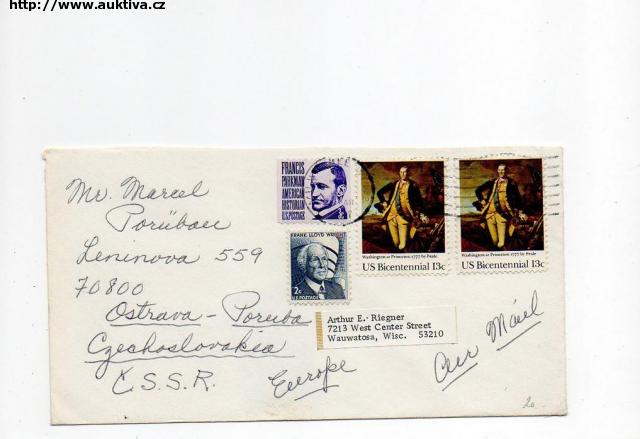 http://www.auktiva.cz
Mr. Marcel
Poruban
Leninova 559
70800
Ostrava - Poruba
Czechoslovakia
Č.S.S.R.
Europe
Air Mail
FRANCIS
PARKMAN
AMERICAN
HISTORIAN
U.S. POSTAGE
FRANK LLOYD WRIGHT
2c
U.S. POSTAGE
Washington at Princeton 1777 by Peale
US Bicentennial 13c
Washington at Princeton 1777 by Peale
US Bicentennial 13c
Arthur E. Riegner
7213 West Center Street
Wauwatosa, Wisc. 53210
20